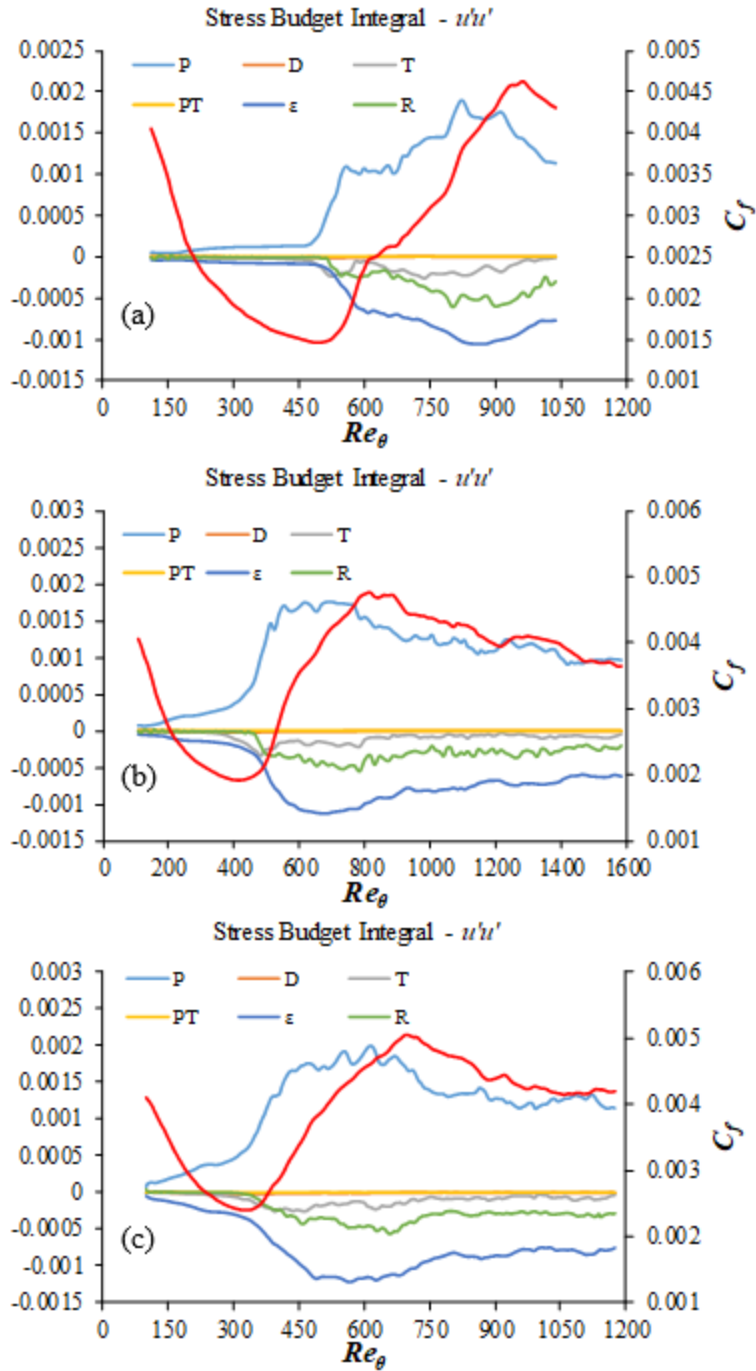 Stress Budget Integral - u'u'
0.0025 0.005
P D T
0.002 PT ε R 0.0045
0.0015 0.004
0.001 0.0035
0.0005 0.003
0 0.0025
-0.0005 0.002
-0.001 0.0015
-0.0015 0.001
(a)
C_f
0 150 300 450 600 750 900 1050 1200
Re_θ
Stress Budget Integral - u'u'
0.003 0.006
P D T
0.0025
PT ε R
0.002 0.005
0.0015
0.001 0.004
0.0005
0 0.003
-0.0005 0.002
-0.001
-0.0015 0.001
(b)
C_f
0 200 400 600 800 1000 1200 1400 1600
Re_θ
Stress Budget Integral - u'u'
0.003 0.006
P D T
0.0025
PT ε R
0.002 0.005
0.0015
0.001 0.004
0.0005
0 0.003
-0.0005 0.002
-0.001
-0.0015 0.001
(c)
C_f
0 150 300 450 600 750 900 1050 1200
Re_θ